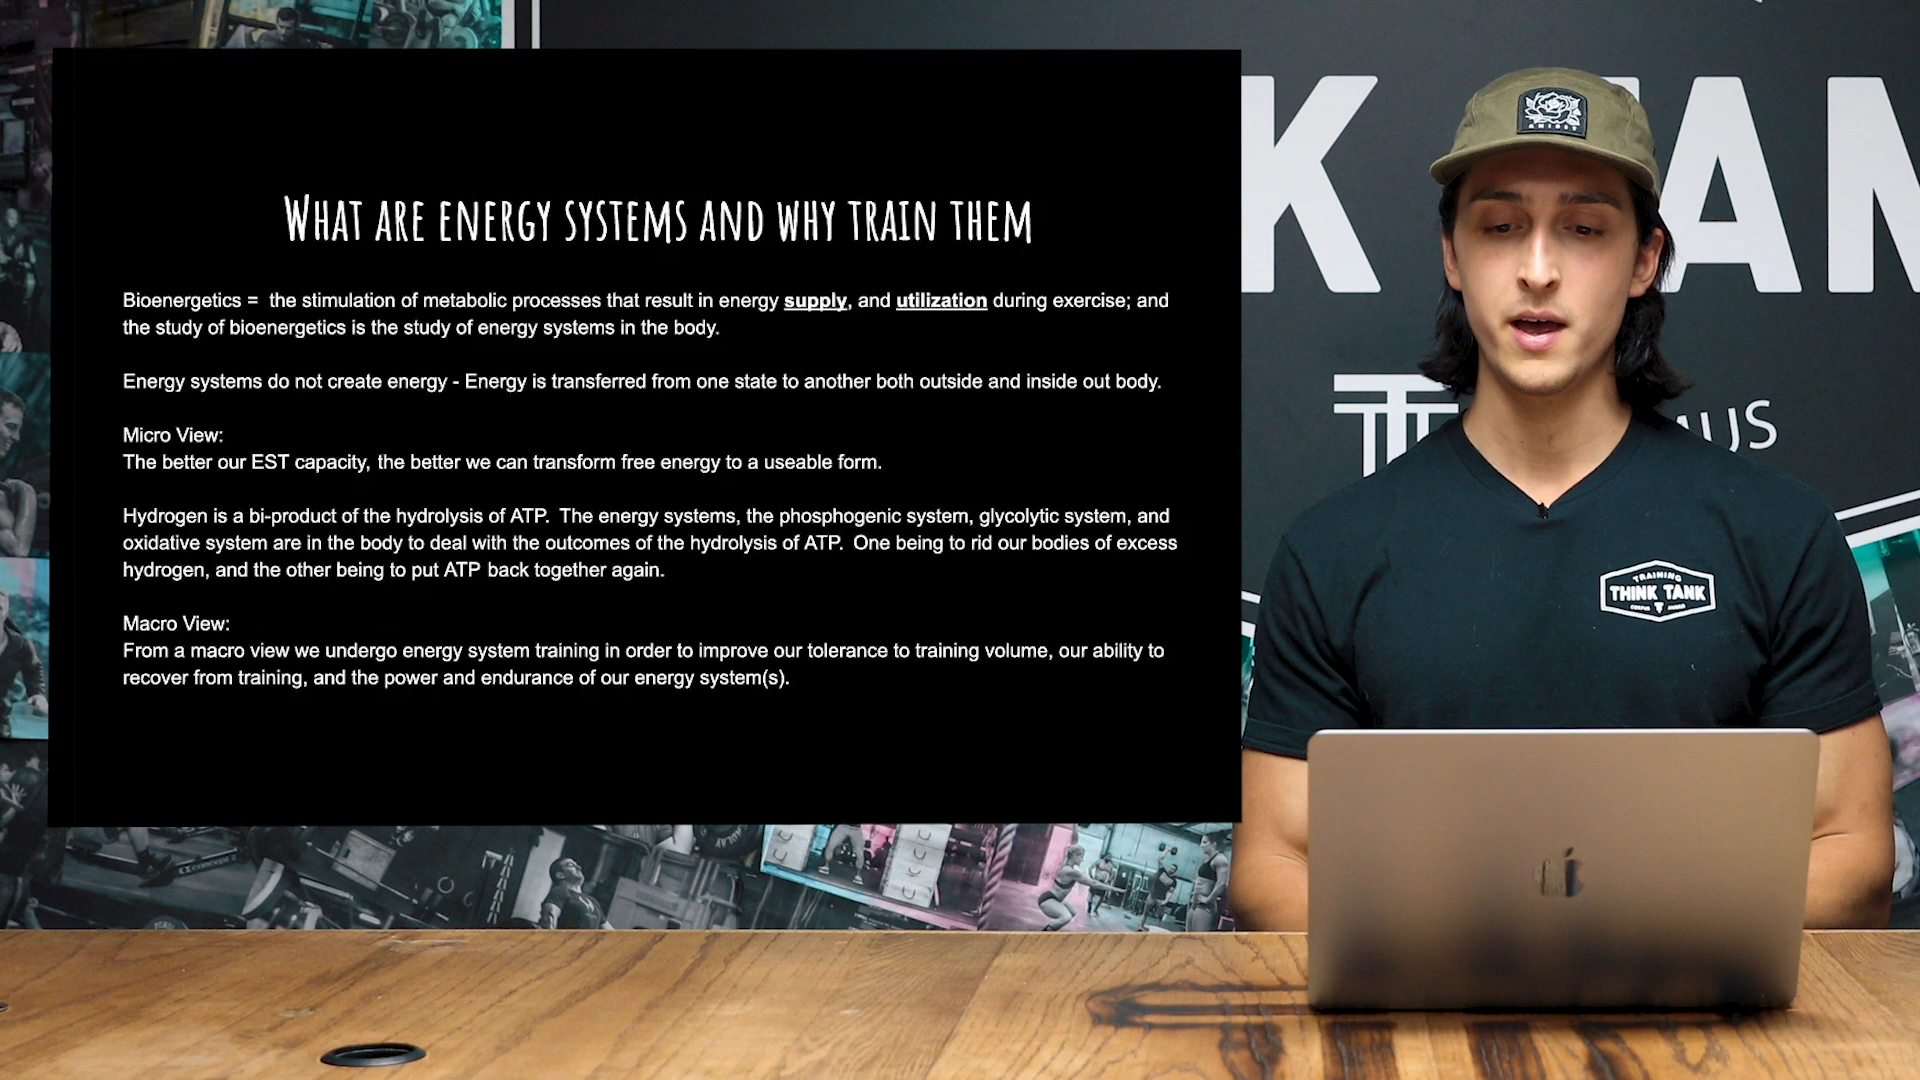 WHAT ARE ENERGY SYSTEMS AND WHY TRAIN THEM
Bioenergetics = the stimulation of metabolic processes that result in energy supply, and utilization during exercise; and
the study of bioenergetics is the study of energy systems in the body.
Energy systems do not create energy - Energy is transferred from one state to another both outside and inside out body.
Micro View:
The better our EST capacity, the better we can transform free energy to a useable form.
Hydrogen is a bi-product of the hydrolysis of ATP. The energy systems, the phosphogenic system, glycolytic system, and
oxidative system are in the body to deal with the outcomes of the hydrolysis of ATP. One being to rid our bodies of excess
hydrogen, and the other being to put ATP back together again.
Macro View:
From a macro view we undergo energy system training in order to improve our tolerance to training volume, our ability to
recover from training, and the power and endurance of our energy system(s).
K TAN
TRAINING
THINK TANK
CONCEPT 2